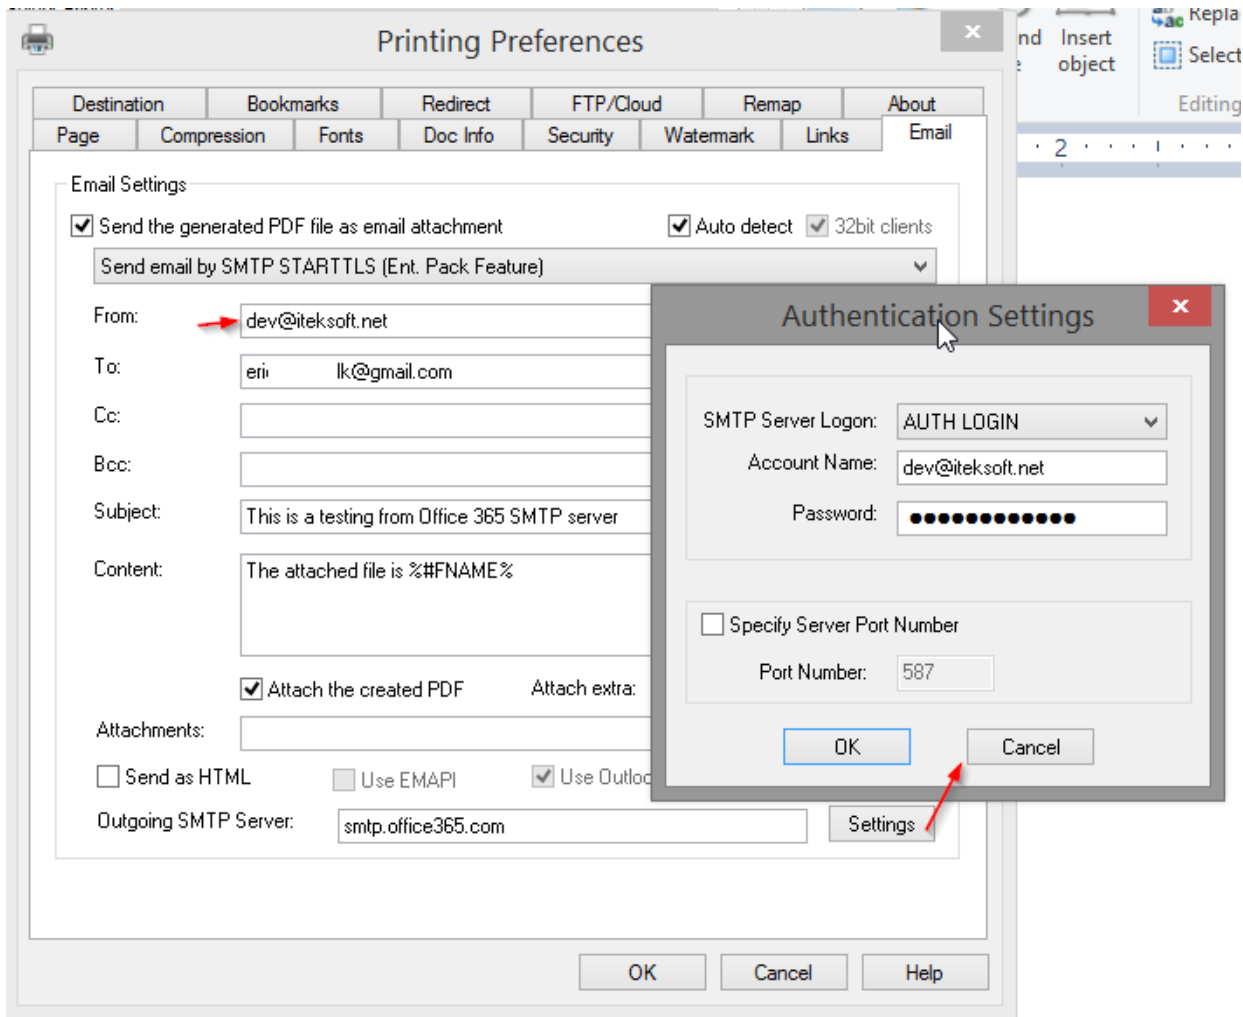 Printing Preferences
nd Insert
object
Repla
Select
Editing
Destination Bookmarks Redirect FTP/Cloud Remap About
Page Compression Fonts Doc Info Security Watermark Links Email
2
Email Settings
Send the generated PDF file as email attachment Auto detect 32bit clients
Send email by SMTP STARTTLS (Ent. Pack Feature)
From: dev@iteksoft.net
To: eri lk@gmail.com
Cc:
Bcc:
Subject: This is a testing from Office 365 SMTP server
Content: The attached file is %#FNAME%
Attach the created PDF Attach extra:
Attachments:
Send as HTML Use EMAPI Use Outloo
Outgoing SMTP Server: smtp.office365.com Settings
OK Cancel Help
Authentication Settings
SMTP Server Logon: AUTH LOGIN
Account Name: dev@iteksoft.net
Password: ●●●●●●●●●●●●
Specify Server Port Number
Port Number: 587
OK Cancel